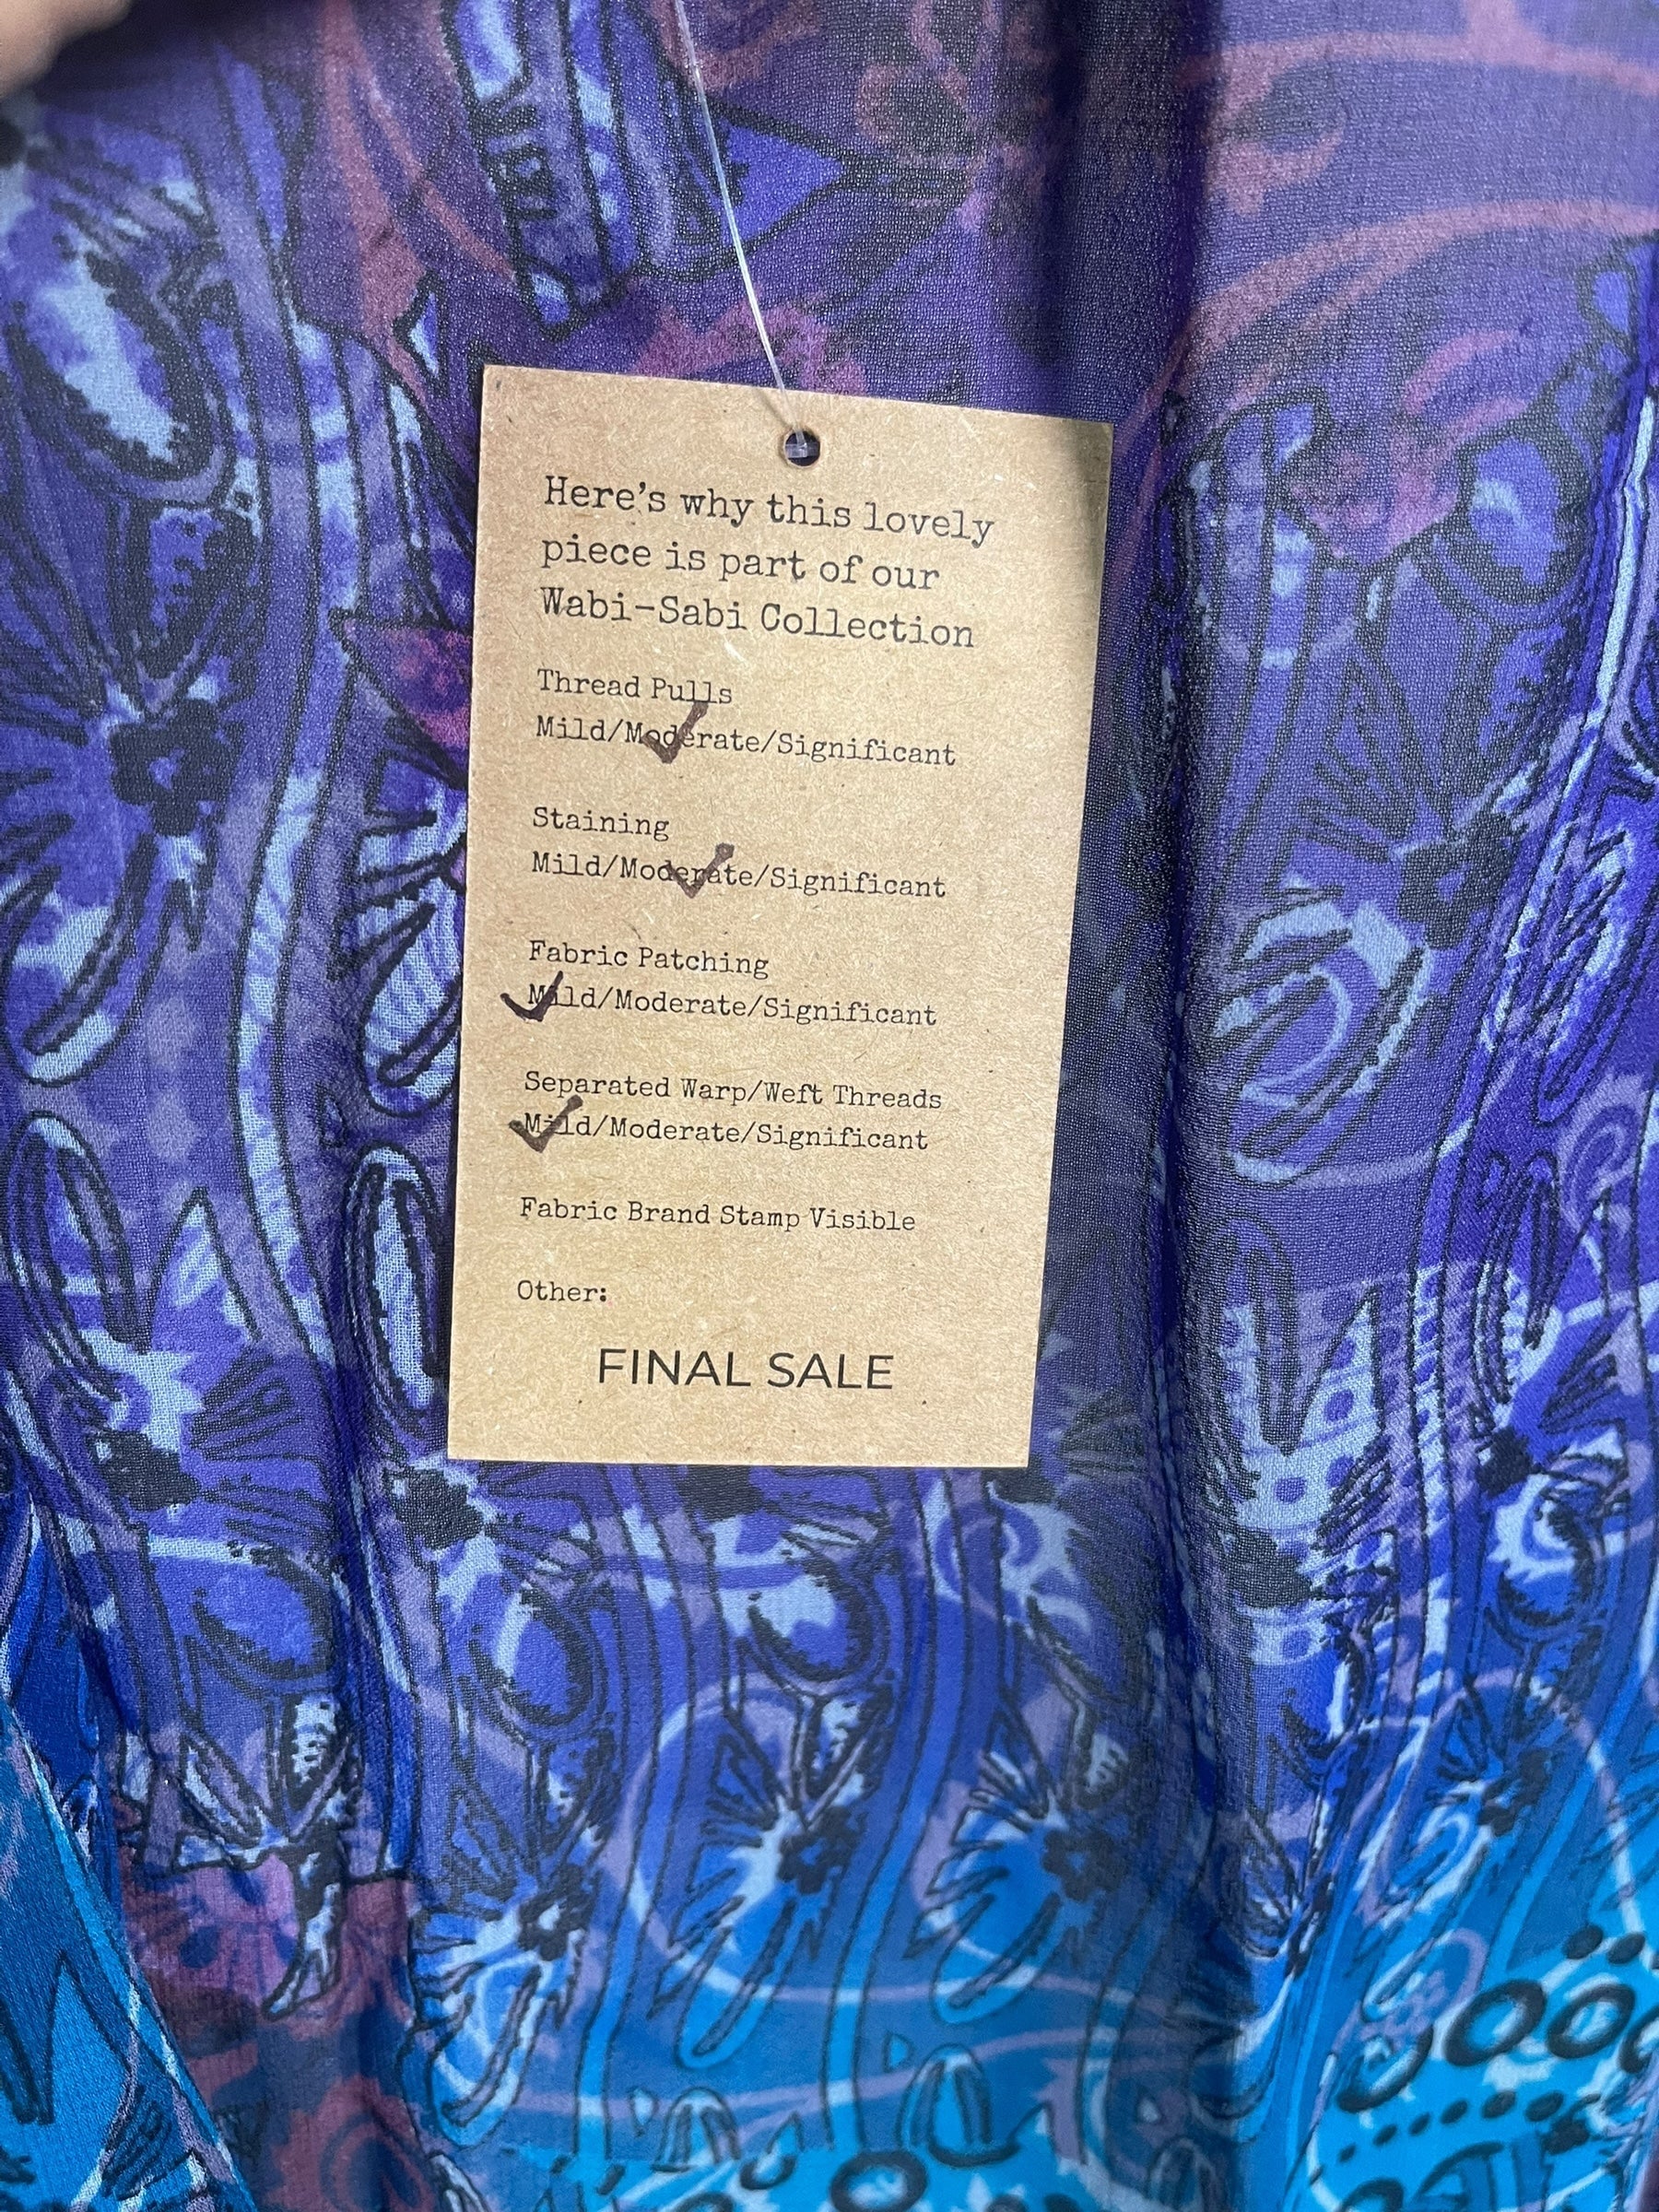 Here's why this lovely
piece is part of our
Wabi-Sabi Collection
Thread Pulls
Mild/Moderate/Significant
Staining
Mild/Moderate/Significant
Fabric Patching
Mild/Moderate/Significant
Separated Warp/Weft Threads
Mild/Moderate/Significant
Fabric Brand Stamp Visible
Other:
FINAL SALE